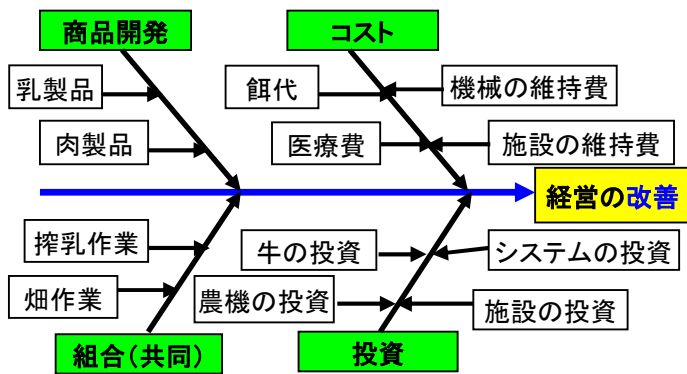 商品開発
コスト
乳製品
餌代
機械の維持費
肉製品
医療費
施設の維持費
経営の改善
搾乳作業
牛の投資
システムの投資
畑作業
農機の投資
施設の投資
組合(共同)
投資